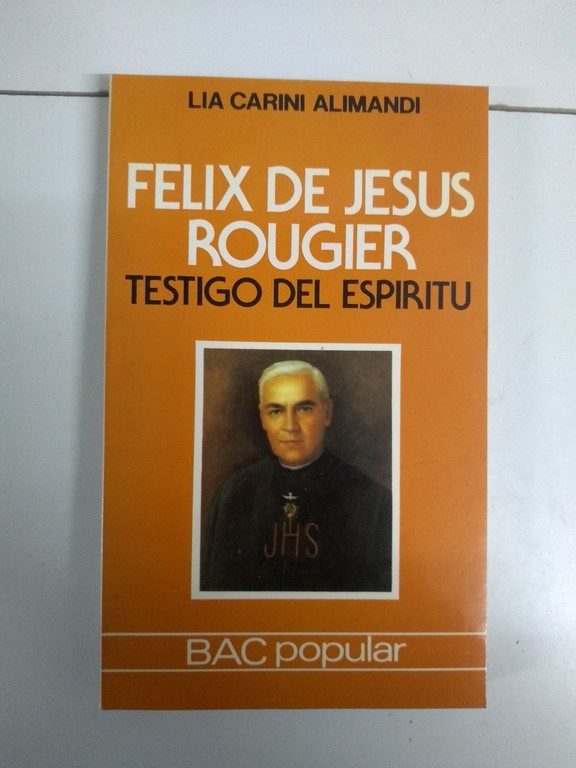 LIA CARINI ALIMANDI
FELIX DE JESUS
ROUGIER
TESTIGO DEL ESPIRITU
JHS
BAC popular